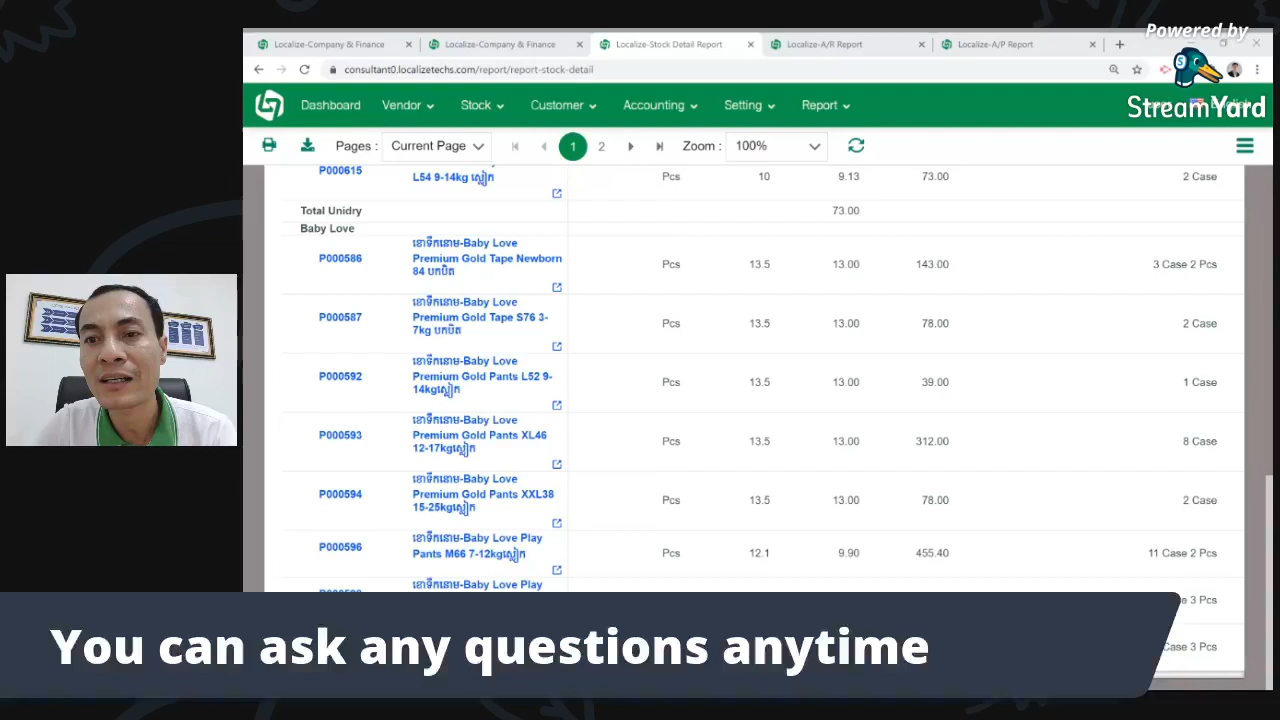 Powered by
StreamYard
Localize-Company & Finance
Localize-Company & Finance
Localize-Stock Detail Report
Localize-A/R Report
Localize-A/P Report
consultant0.localizetechs.com/report/report-stock-detail
Dashboard Vendor Stock Customer Accounting Setting Report
Pages : Current Page 1 2 Zoom : 100%
P000615 L54 9-14kg ស្លៀក Pcs 10 9.13 73.00 2 Case
Total Unidry 73.00
Baby Love
ខោទឹកនោម-Baby Love
P000586 Premium Gold Tape Newborn Pcs 13.5 13.00 143.00 3 Case 2 Pcs
84 បកបិត
ខោទឹកនោម-Baby Love
P000587 Premium Gold Tape S76 3- Pcs 13.5 13.00 78.00 2 Case
7kg បកបិត
ខោទឹកនោម-Baby Love
P000592 Premium Gold Pants L52 9- Pcs 13.5 13.00 39.00 1 Case
14kgស្លៀក
ខោទឹកនោម-Baby Love
P000593 Premium Gold Pants XL46 Pcs 13.5 13.00 312.00 8 Case
12-17kgស្លៀក
ខោទឹកនោម-Baby Love
P000594 Premium Gold Pants XXL38 Pcs 13.5 13.00 78.00 2 Case
15-25kgស្លៀក
ខោទឹកនោម-Baby Love Play
P000596 Pants M66 7-12kgស្លៀក Pcs 12.1 9.90 455.40 11 Case 2 Pcs
ខោទឹកនោម-Baby Love Play
3 Pcs
Case 3 Pcs
You can ask any questions anytime